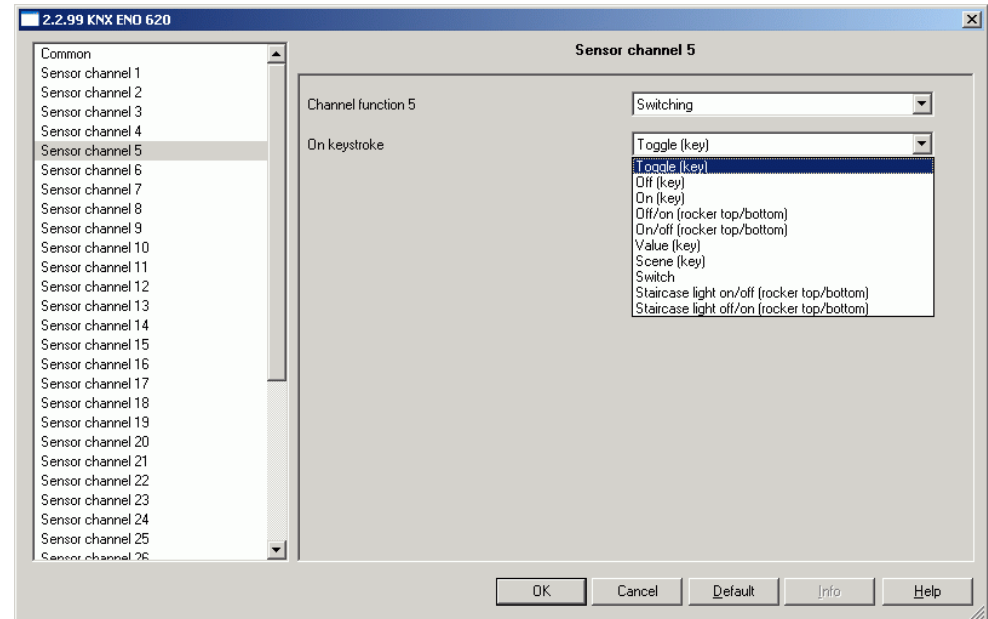 2.2.99 KNX ENO 620
Common
Sensor channel 1
Sensor channel 2
Sensor channel 3
Sensor channel 4
Sensor channel 5
Sensor channel 6
Sensor channel 7
Sensor channel 8
Sensor channel 9
Sensor channel 10
Sensor channel 11
Sensor channel 12
Sensor channel 13
Sensor channel 14
Sensor channel 15
Sensor channel 16
Sensor channel 17
Sensor channel 18
Sensor channel 19
Sensor channel 20
Sensor channel 21
Sensor channel 22
Sensor channel 23
Sensor channel 24
Sensor channel 25
Sensor channel 26
Sensor channel 5
Channel function 5
Switching
On keystroke
Toggle (key)
Toggle (key)
Off (key)
On (key)
Off/on (rocker top/bottom)
On/off (rocker top/bottom)
Value (key)
Scene (key)
Switch
Staircase light on/off (rocker top/bottom)
Staircase light off/on (rocker top/bottom)
OK
Cancel
Default
Info
Help